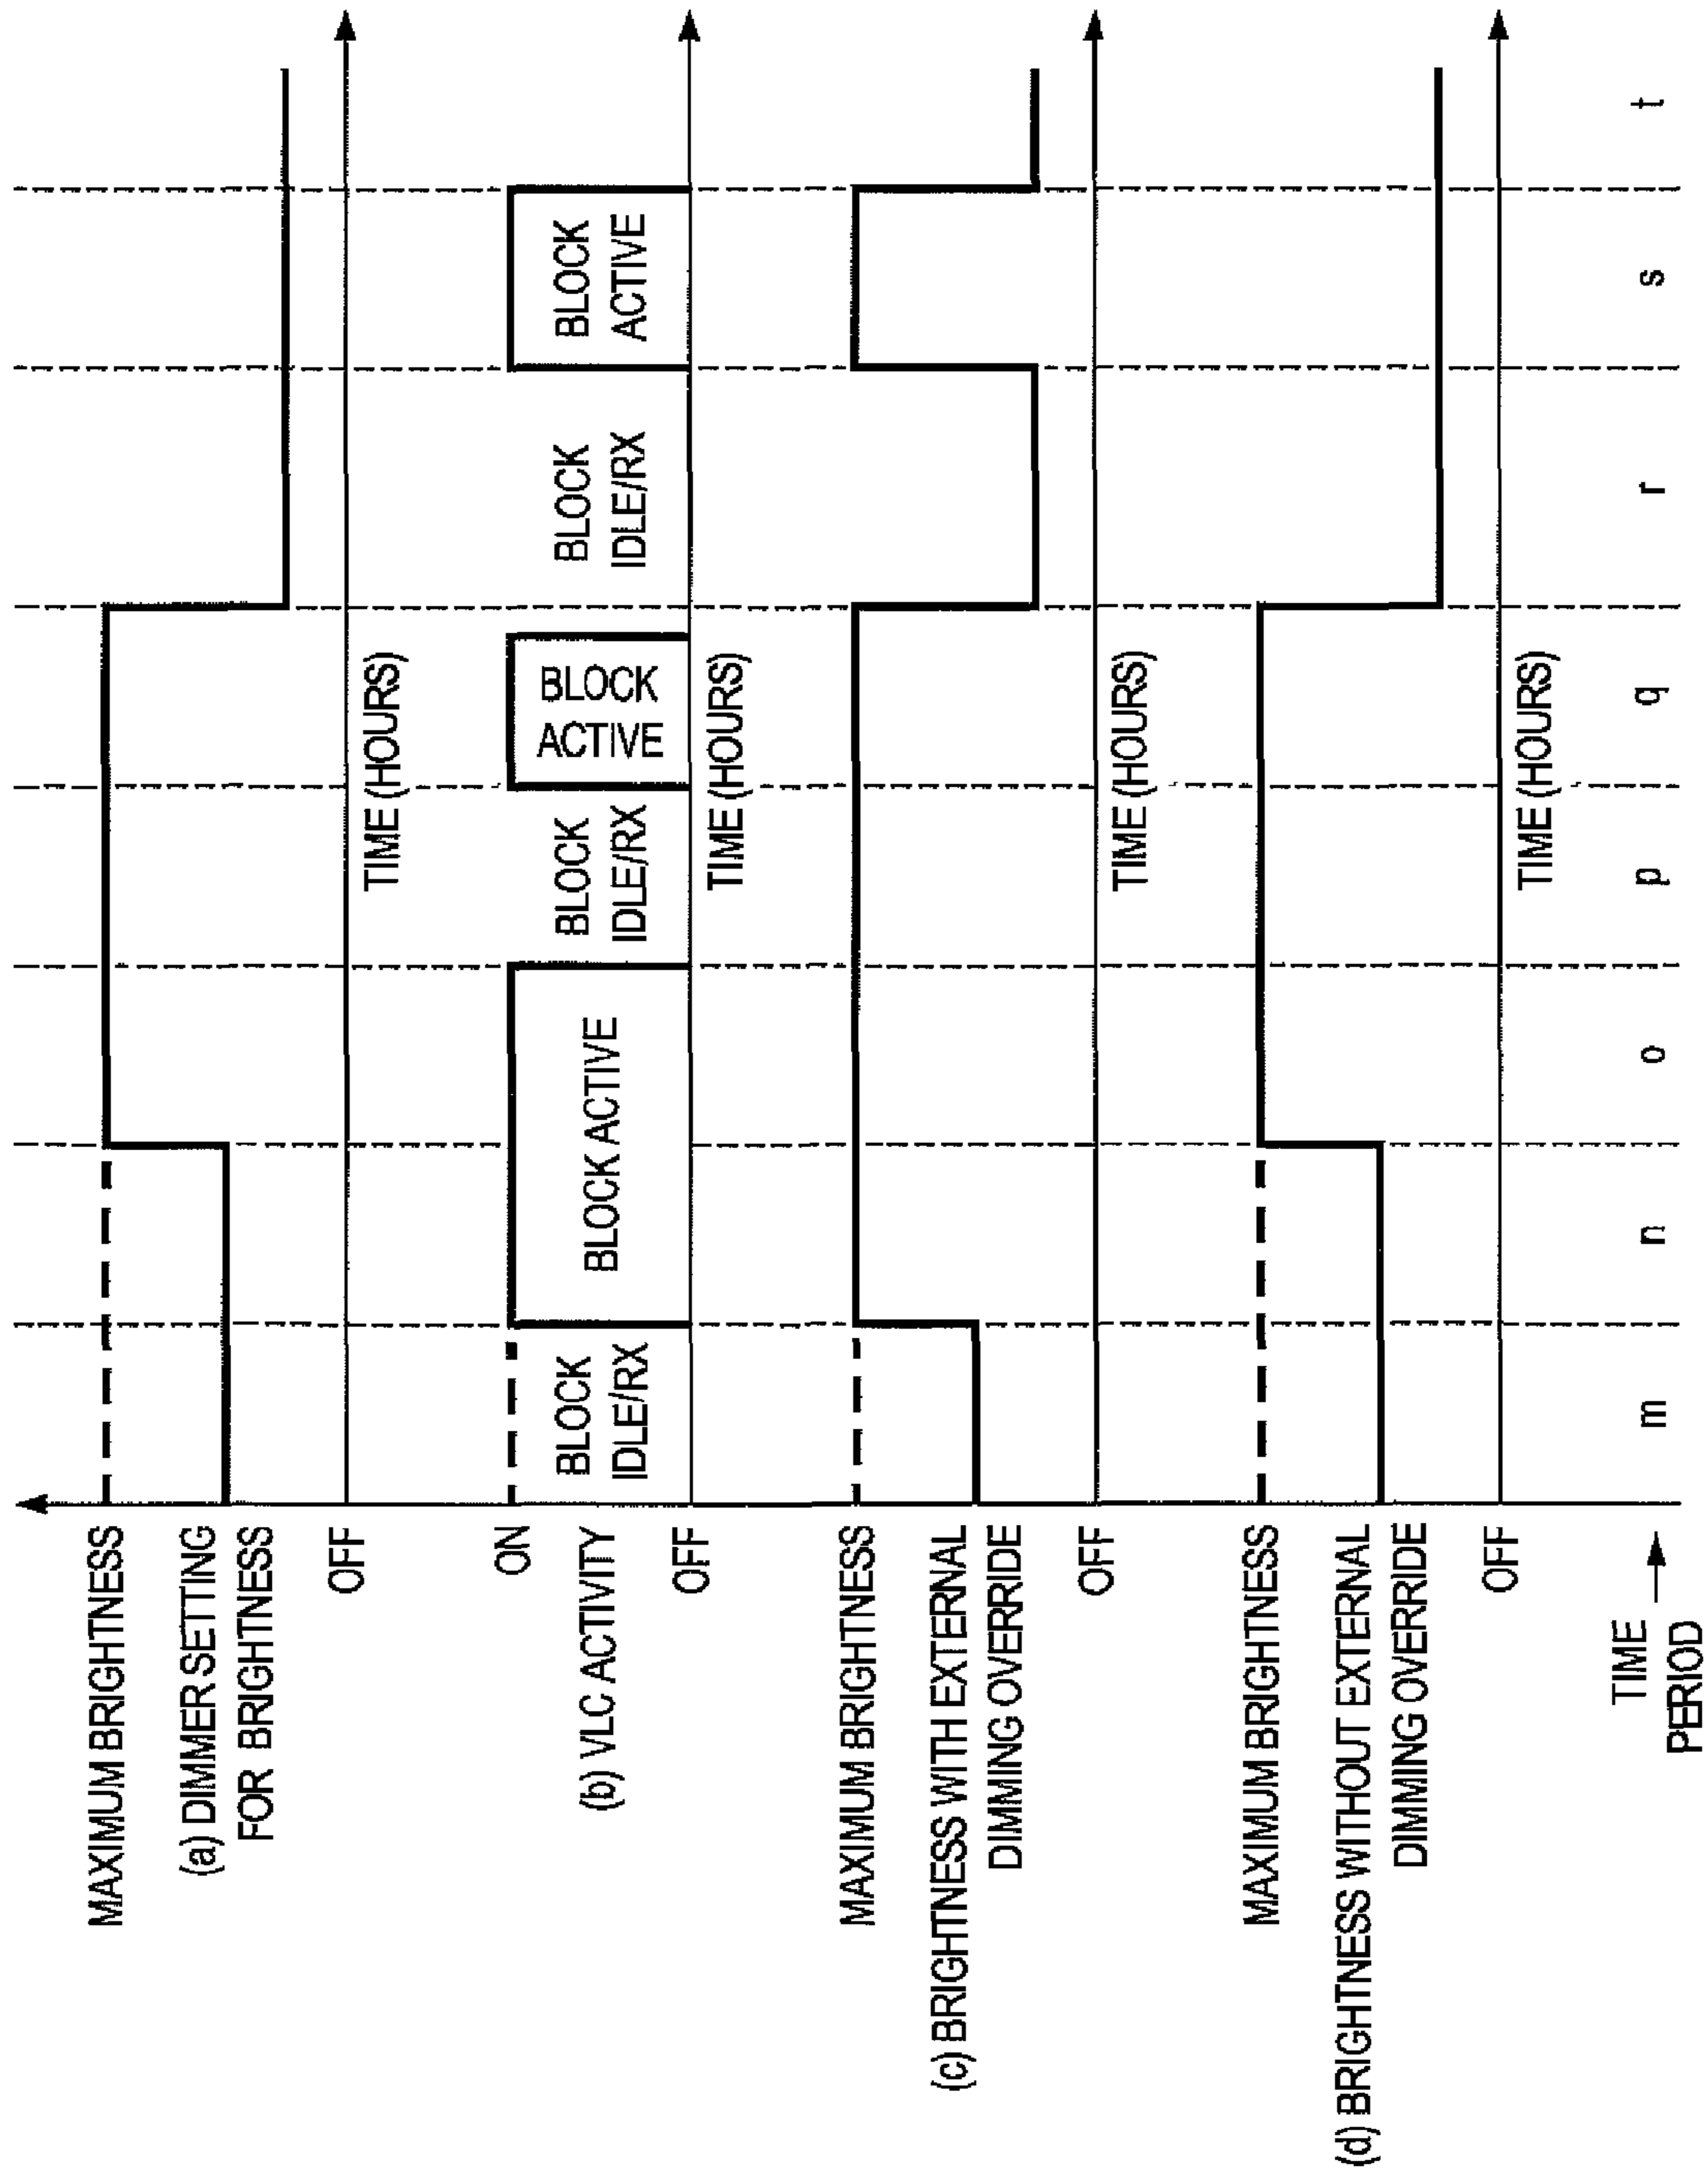 MAXIMUM BRIGHTNESS
(a) DIMMER SETTING
FOR BRIGHTNESS
OFF
TIME (HOURS)
ON
(b) VLC ACTIVITY
OFF
BLOCK
IDLE/RX
BLOCK ACTIVE
BLOCK
IDLE/RX
BLOCK
ACTIVE
BLOCK
IDLE/RX
BLOCK
ACTIVE
TIME (HOURS)
MAXIMUM BRIGHTNESS
(c) BRIGHTNESS WITH EXTERNAL
DIMMING OVERRIDE
OFF
TIME (HOURS)
MAXIMUM BRIGHTNESS
(d) BRIGHTNESS WITHOUT EXTERNAL
DIMMING OVERRIDE
OFF
TIME (HOURS)
TIME
PERIOD
m n o p q r s t